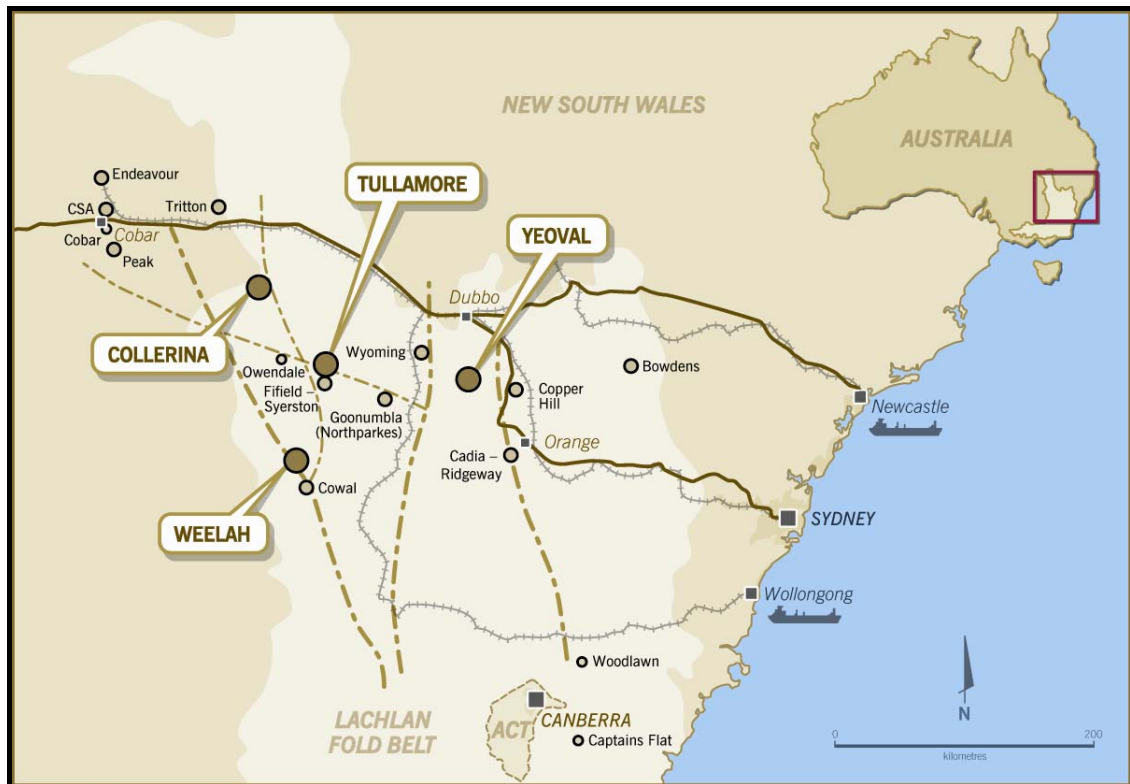 NEW SOUTH WALES
AUSTRALIA
Endeavour
CSA
Tritton
Cobar
Cobar
Peak
TULLAMORE
YEOVAL
Dubbo
COLLERINA
Owendale
Fifield –
Syerston
Wyoming
Goonumbla
(Northparkes)
Copper
Hill
Bowdens
Newcastle
Orange
Cadia –
Ridgeway
Cowal
WEELAH
SYDNEY
Wollongong
Woodlawn
LACHLAN
FOLD BELT
ACT
CANBERRA
Captains Flat
N
0
200
kilometres